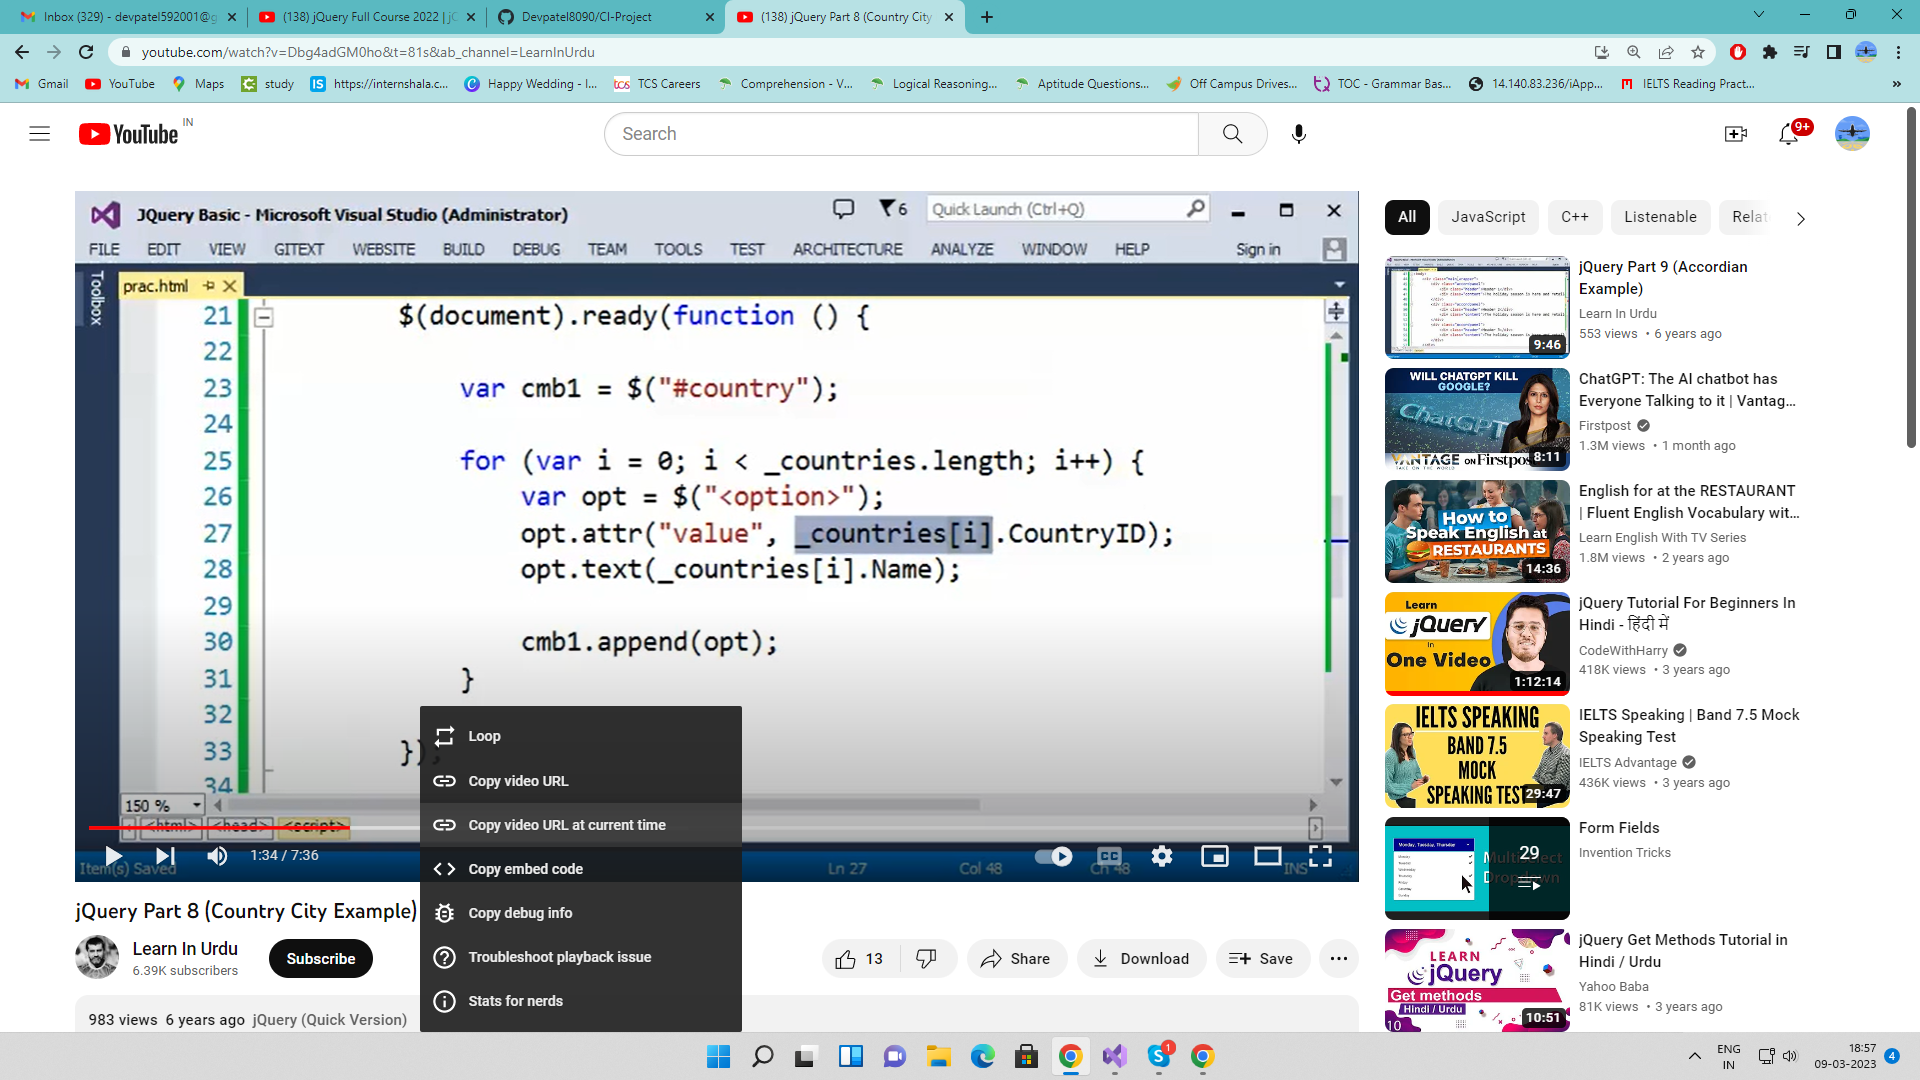 Inbox (329) - devpatel592001@g
(138) jQuery Full Course 2022 | jC
Devpatel8090/CI-Project
(138) jQuery Part 8 (Country City
youtube.com/watch?v=Dbg4adGM0ho&t=81s&ab_channel=LearnInUrdu
Gmail
YouTube
Maps
study
https://internshala.c...
Happy Wedding - I...
TCS Careers
Comprehension - V...
Logical Reasoning...
Aptitude Questions...
Off Campus Drives...
TOC - Grammar Bas...
14.140.83.236/iApp...
IELTS Reading Pract...
YouTube IN
Search
9+
JQuery Basic - Microsoft Visual Studio (Administrator)
6
Quick Launch (Ctrl+Q)
FILE EDIT VIEW GITEXT WEBSITE BUILD DEBUG TEAM TOOLS TEST ARCHITECTURE ANALYZE WINDOW HELP Sign in
Toolbox
prac.html
21 $(document).ready(function () {
22
23 var cmb1 = $("#country");
24
25 for (var i = 0; i < _countries.length; i++) {
26 var opt = $("<option>");
27 opt.attr("value", _countries[i].CountryID);
28 opt.text(_countries[i].Name);
29
30 cmb1.append(opt);
31 }
32
33 });
34
150 %
<html> <head> <script>
Item(s) Saved
Ln 27
Col 48
Ch 48
INS
1:34 / 7:36
CC
Loop
Copy video URL
Copy video URL at current time
Copy embed code
Copy debug info
Troubleshoot playback issue
Stats for nerds
jQuery Part 8 (Country City Example)
Learn In Urdu
6.39K subscribers
Subscribe
13
Share
Download
Save
983 views 6 years ago jQuery (Quick Version)
All
JavaScript
C++
Listenable
Relat
9:46
jQuery Part 9 (Accordian
Example)
Learn In Urdu
553 views • 6 years ago
WILL CHATGPT KILL
GOOGLE?
ChatGPT
VANTAGE ON Firstpos
8:11
ChatGPT: The AI chatbot has
Everyone Talking to it | Vantag...
Firstpost
1.3M views • 1 month ago
How to
Speak English at
RESTAURANTS
14:36
English for at the RESTAURANT
| Fluent English Vocabulary wit...
Learn English With TV Series
1.8M views • 2 years ago
Learn
jQuery
in
One Video
1:12:14
jQuery Tutorial For Beginners In
Hindi - हिंदी में
CodeWithHarry
418K views • 3 years ago
IELTS SPEAKING
BAND 7.5
MOCK
SPEAKING TEST
29:47
IELTS Speaking | Band 7.5 Mock
Speaking Test
IELTS Advantage
436K views • 3 years ago
Monday, Tuesday, Thursday
Multiselect
Dropdown
29
Form Fields
Invention Tricks
LEARN
jQuery
Get methods
Hindi / Urdu
10
10:51
jQuery Get Methods Tutorial in
Hindi / Urdu
Yahoo Baba
81K views • 3 years ago
1
ENG
IN
18:57
09-03-2023
4